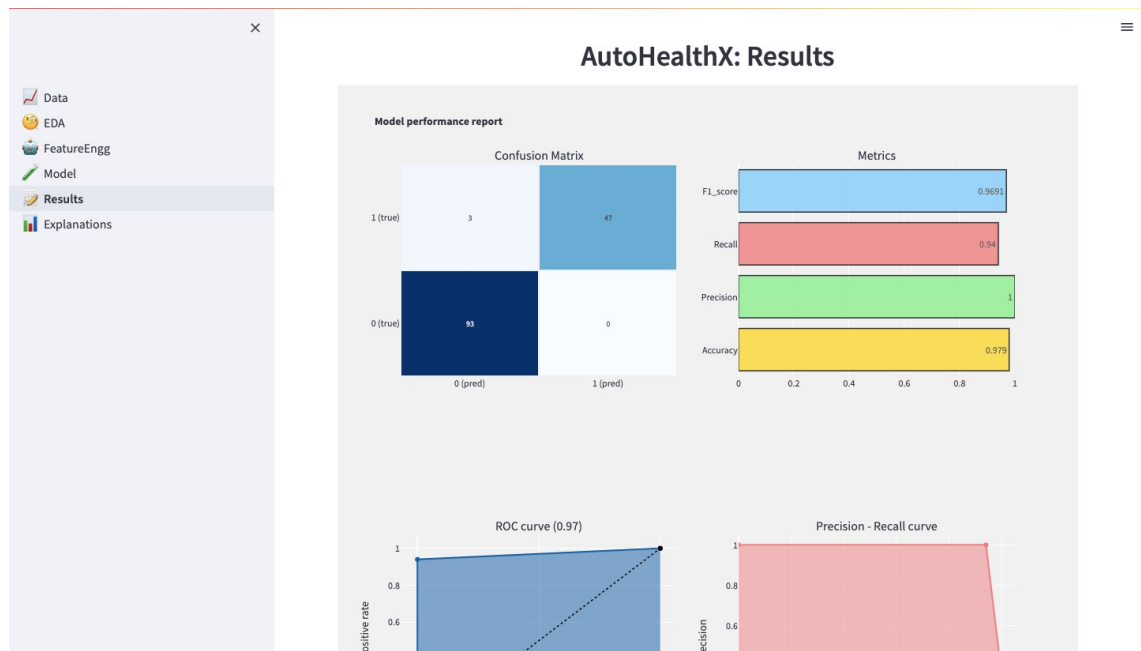 AutoHealthX: Results
Data
EDA
FeatureEngg
Model
Results
Explanations
Model performance report
Confusion Matrix
1 (true) 3 47
0 (true) 93 0
0 (pred) 1 (pred)
Metrics
F1_score 0.9691
Recall 0.94
Precision 1
Accuracy 0.979
0 0.2 0.4 0.6 0.8 1
ROC curve (0.97)
1
0.8
0.6
ositive rate
Precision - Recall curve
1
0.8
0.6
ecision